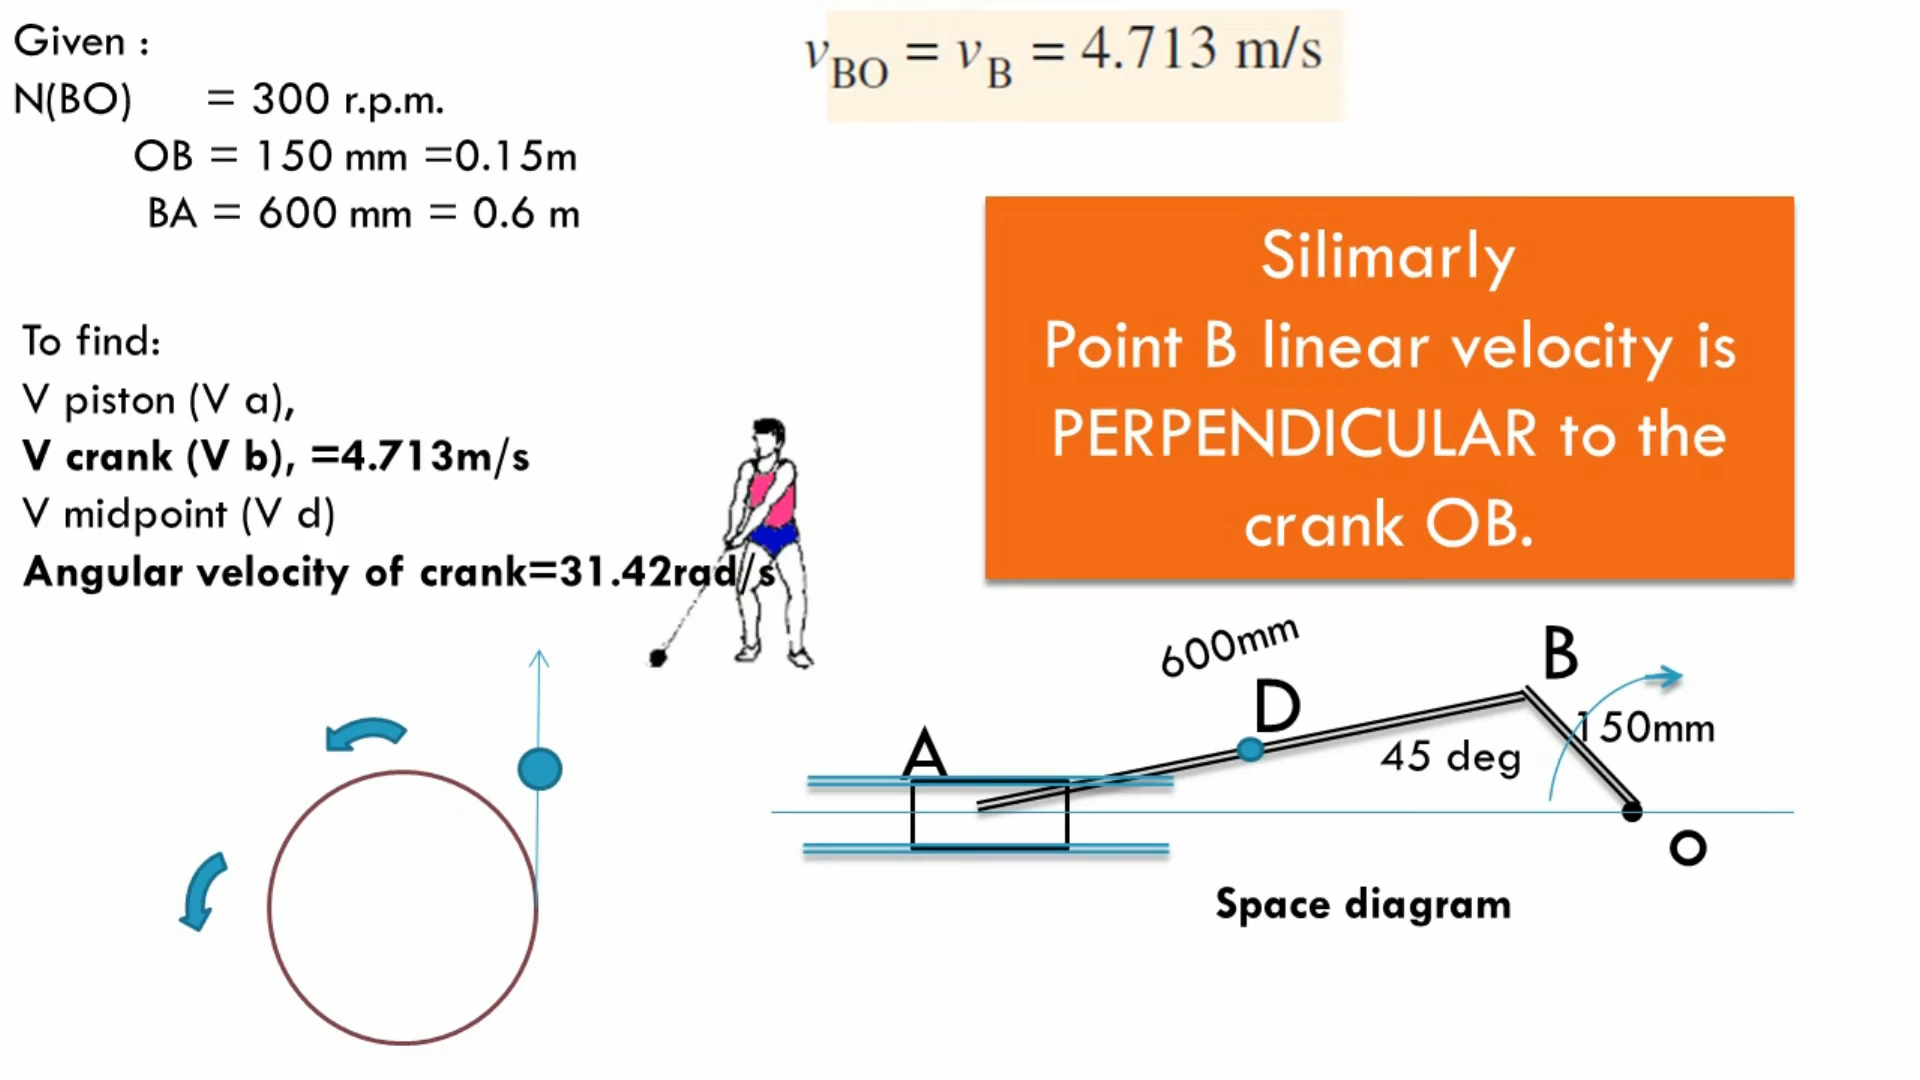 Given :
N(BO) = 300 r.p.m.
OB = 150 mm =0.15m
BA = 600 mm = 0.6 m
To find:
V piston (V a),
V crank (V b), =4.713m/s
V midpoint (V d)
Angular velocity of crank=31.42rad/s
vBO = vB = 4.713 m/s
Silimarly
Point B linear velocity is
PERPENDICULAR to the
crank OB.
600mm
B
D
150mm
A
45 deg
O
Space diagram